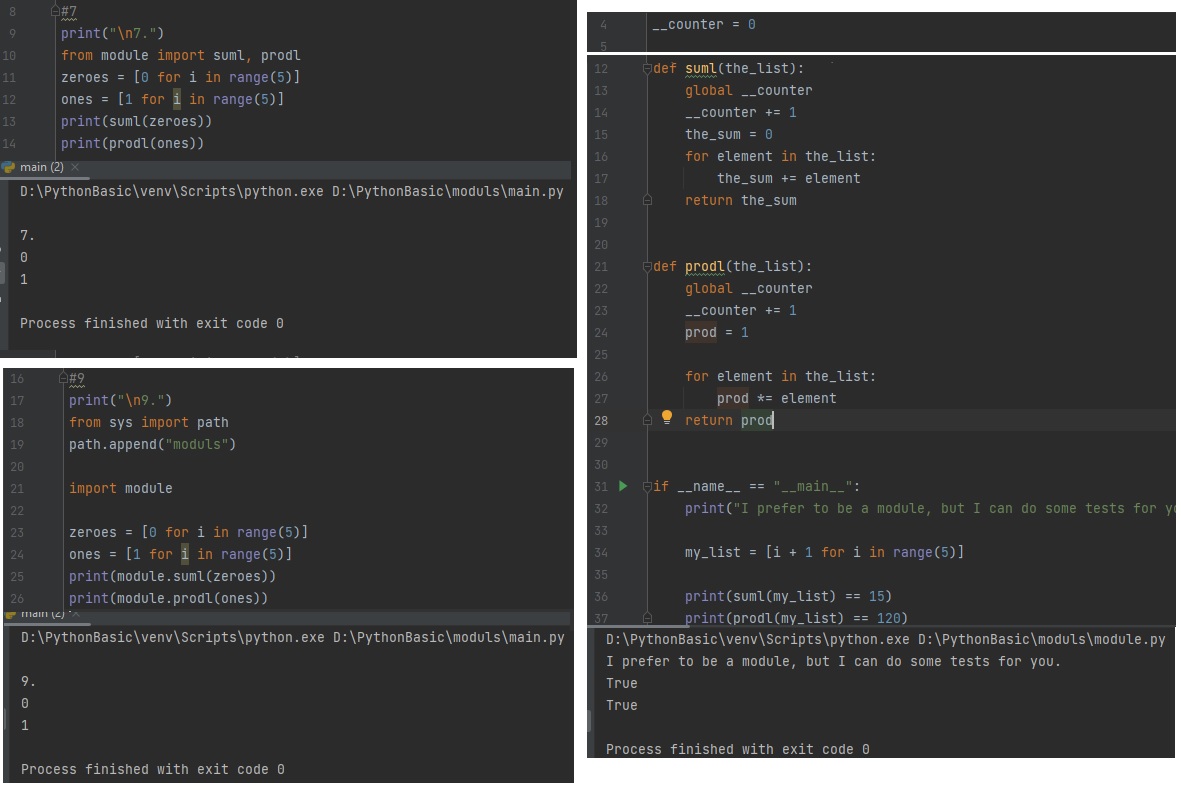 8 #7
9 print("\n7.")
10 from module import suml, prodl
11 zeroes = [0 for i in range(5)]
12 ones = [1 for i in range(5)]
13 print(suml(zeroes))
14 print(prodl(ones))
main (2) ×
D:\PythonBasic\venv\Scripts\python.exe D:\PythonBasic\moduls\main.py
7.
0
1
Process finished with exit code 0
16 #9
17 print("\n9.")
18 from sys import path
19 path.append("moduls")
20
21 import module
22
23 zeroes = [0 for i in range(5)]
24 ones = [1 for i in range(5)]
25 print(module.suml(zeroes))
26 print(module.prodl(ones))
main (2) ×
D:\PythonBasic\venv\Scripts\python.exe D:\PythonBasic\moduls\main.py
9.
0
1
Process finished with exit code 0
4 __counter = 0
5
12 def suml(the_list):
13 global __counter
14 __counter += 1
15 the_sum = 0
16 for element in the_list:
17 the_sum += element
18 return the_sum
19
20
21 def prodl(the_list):
22 global __counter
23 __counter += 1
24 prod = 1
25
26 for element in the_list:
27 prod *= element
28 return prod
29
30
31 if __name__ == "__main__":
32 print("I prefer to be a module, but I can do some tests for yo
33
34 my_list = [i + 1 for i in range(5)]
35
36 print(suml(my_list) == 15)
37 print(prodl(my_list) == 120)
D:\PythonBasic\venv\Scripts\python.exe D:\PythonBasic\moduls\module.py
I prefer to be a module, but I can do some tests for you.
True
True
Process finished with exit code 0